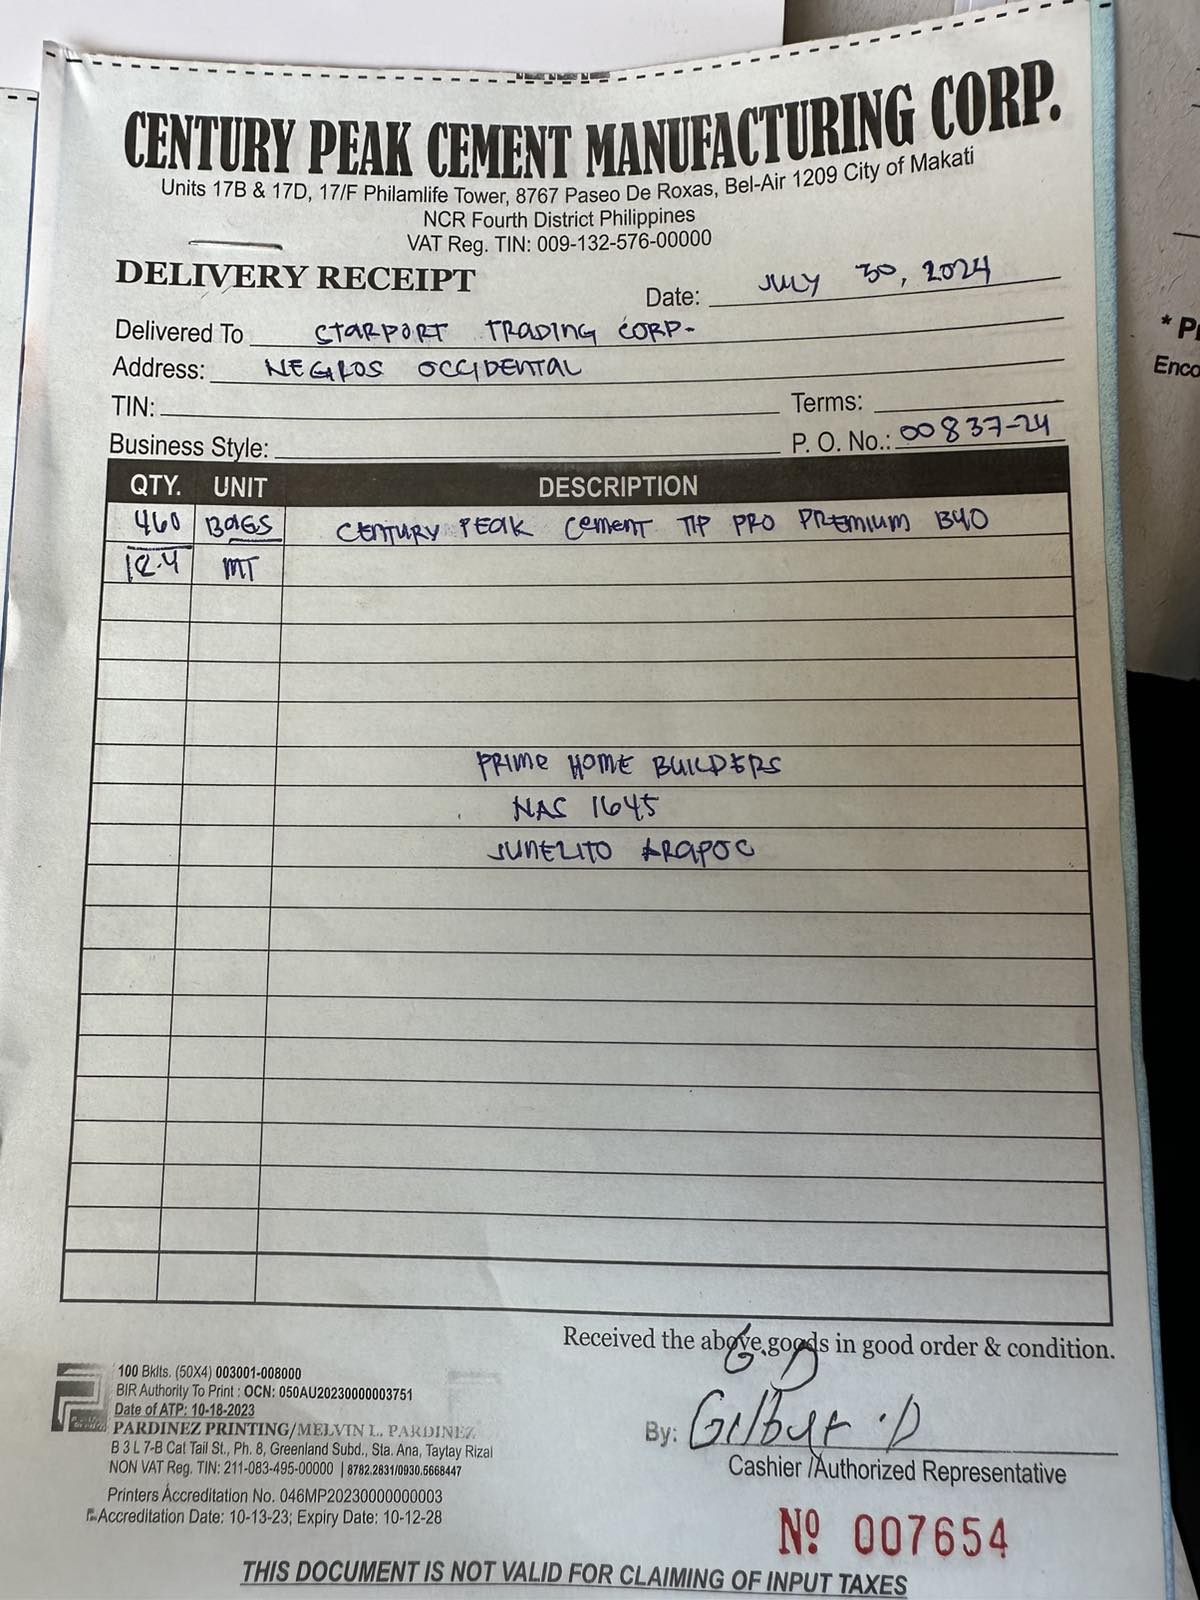 CENTURY PEAK CEMENT MANUFACTURING CORP.
Units 17B & 17D, 17/F Philamlife Tower, 8767 Paseo De Roxas, Bel-Air 1209 City of Makati
NCR Fourth District Philippines
VAT Reg. TIN: 009-132-576-00000
DELIVERY RECEIPT
Date: JULY 30, 2024
Delivered To STARPORT TRADING CORP-
Address: NEGROS OCCIDENTAL
TIN: Terms:
Business Style: P. O. No.: 00837-24
QTY. UNIT DESCRIPTION
460 BAGS CENTURY PEAK CEMENT TIP PRO PREMIUM B40
MT
PRIME HOME BUILDERS
NAS 1645
JUNELITO ARAPOC
Received the above goods in good order & condition.
G.D
By: Gilbert .D
Cashier /Authorized Representative
100 Bklts. (50X4) 003001-008000
BIR Authority To Print : OCN: 050AU20230000003751
Date of ATP: 10-18-2023
PARDINEZ PRINTING/MELVIN L. PARDINEZ
B 3 L 7-B Cat Tail St., Ph. 8, Greenland Subd., Sta. Ana, Taytay Rizal
NON VAT Reg. TIN: 211-083-495-00000 | 8782.2831/0930.5668447
Printers Accreditation No. 046MP20230000000003
Accreditation Date: 10-13-23; Expiry Date: 10-12-28
Nº 007654
THIS DOCUMENT IS NOT VALID FOR CLAIMING OF INPUT TAXES